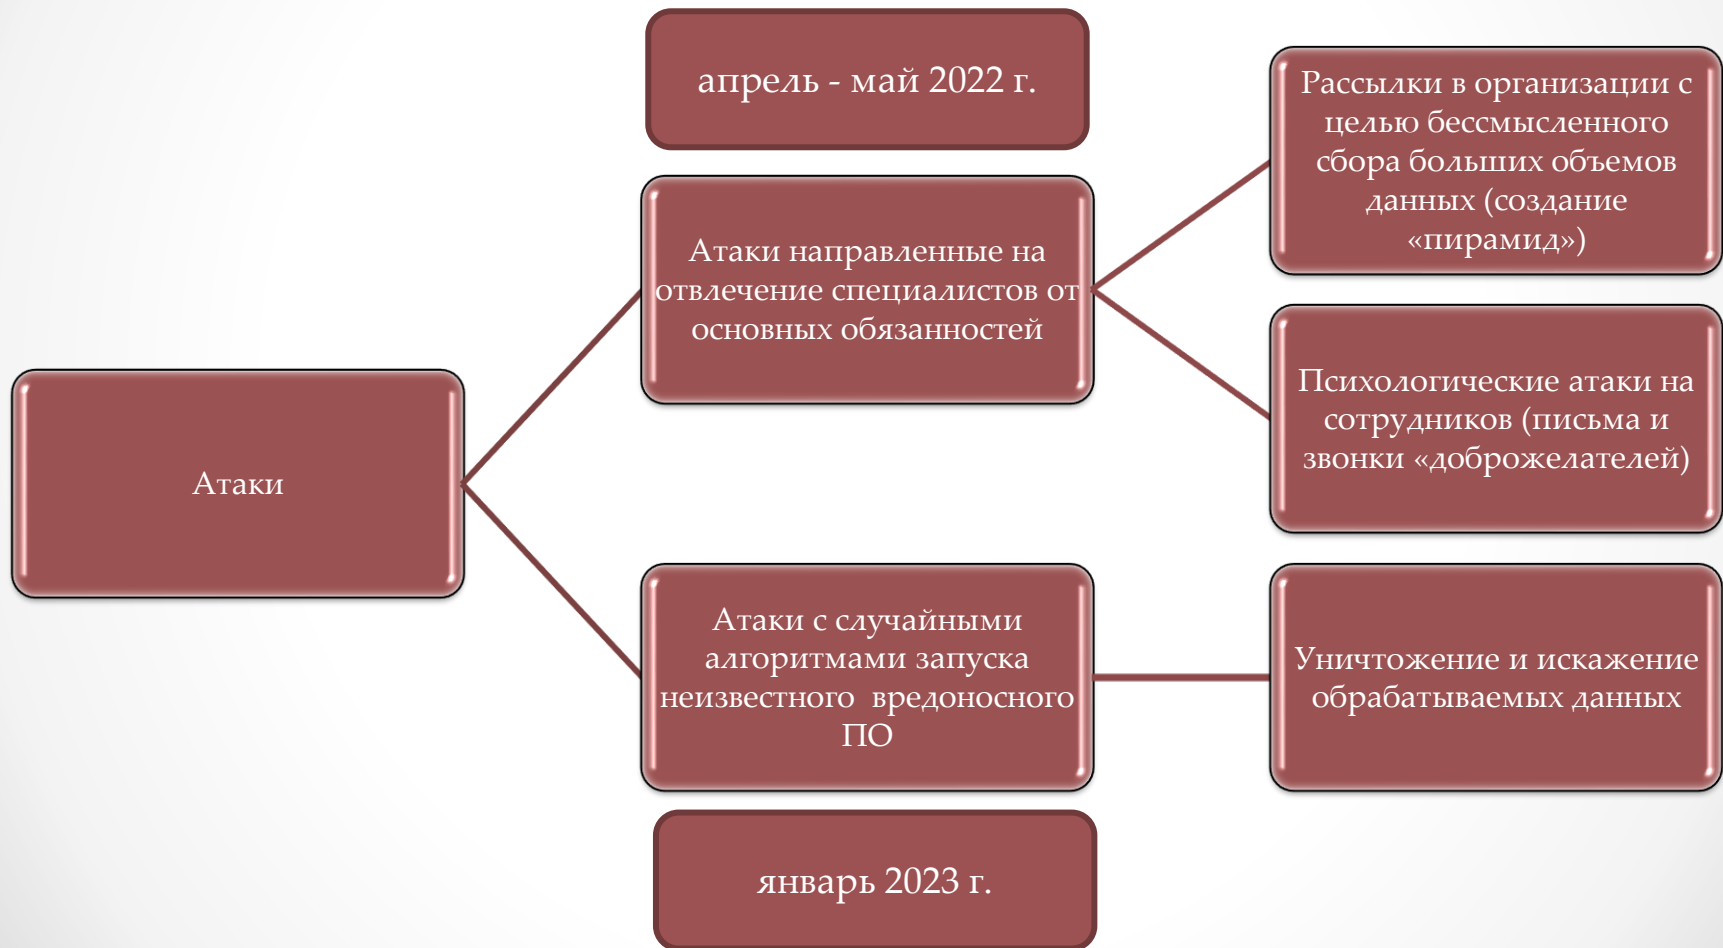 апрель - май 2022 г.
Рассылки в организации с
целью бессмысленного
сбора больших объемов
данных (создание
«пирамид»)
Атаки направленные на
отвлечение специалистов от
основных обязанностей
Психологические атаки на
сотрудников (письма и
звонки «доброжелателей)
Атаки
Атаки с случайными
алгоритмами запуска
неизвестного  вредоносного
ПО
Уничтожение и искажение
обрабатываемых данных
январь 2023 г.